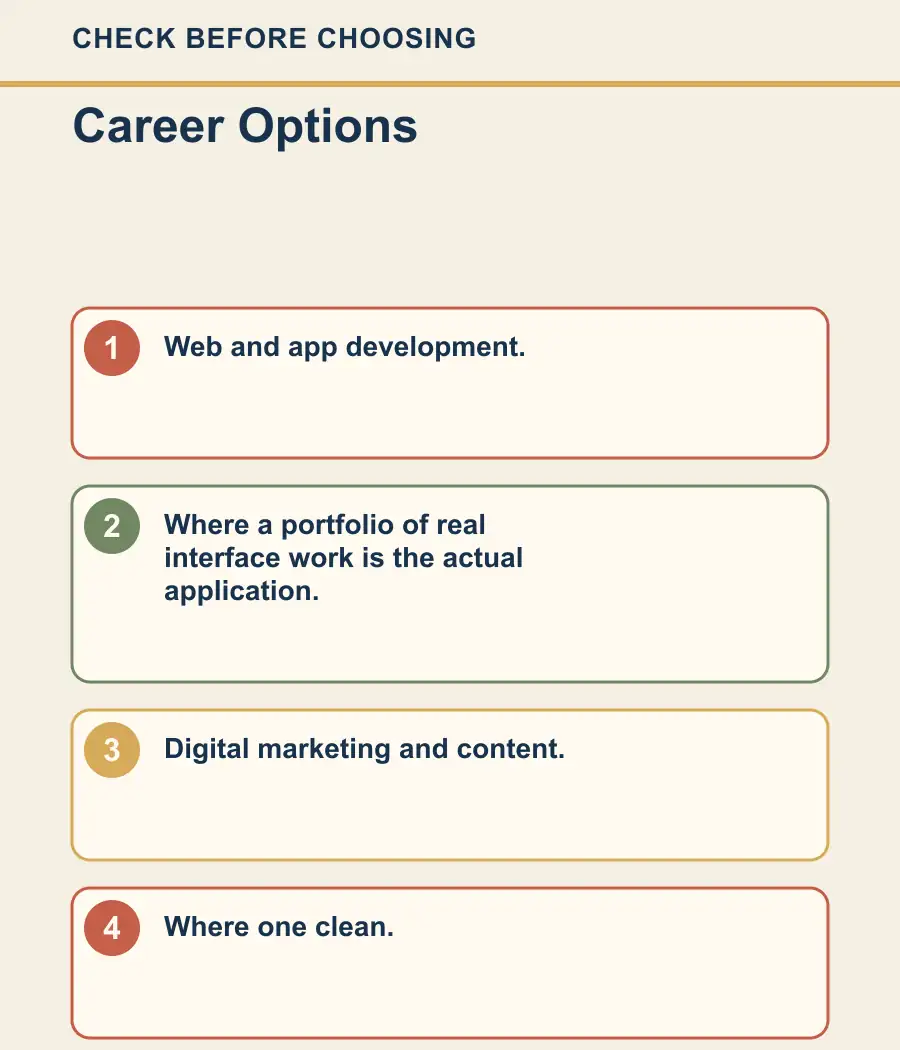 CHECK BEFORE CHOOSING
Career Options
1
Web and app development.
2
Where a portfolio of real
interface work is the actual
application.
3
Digital marketing and content.
4
Where one clean.